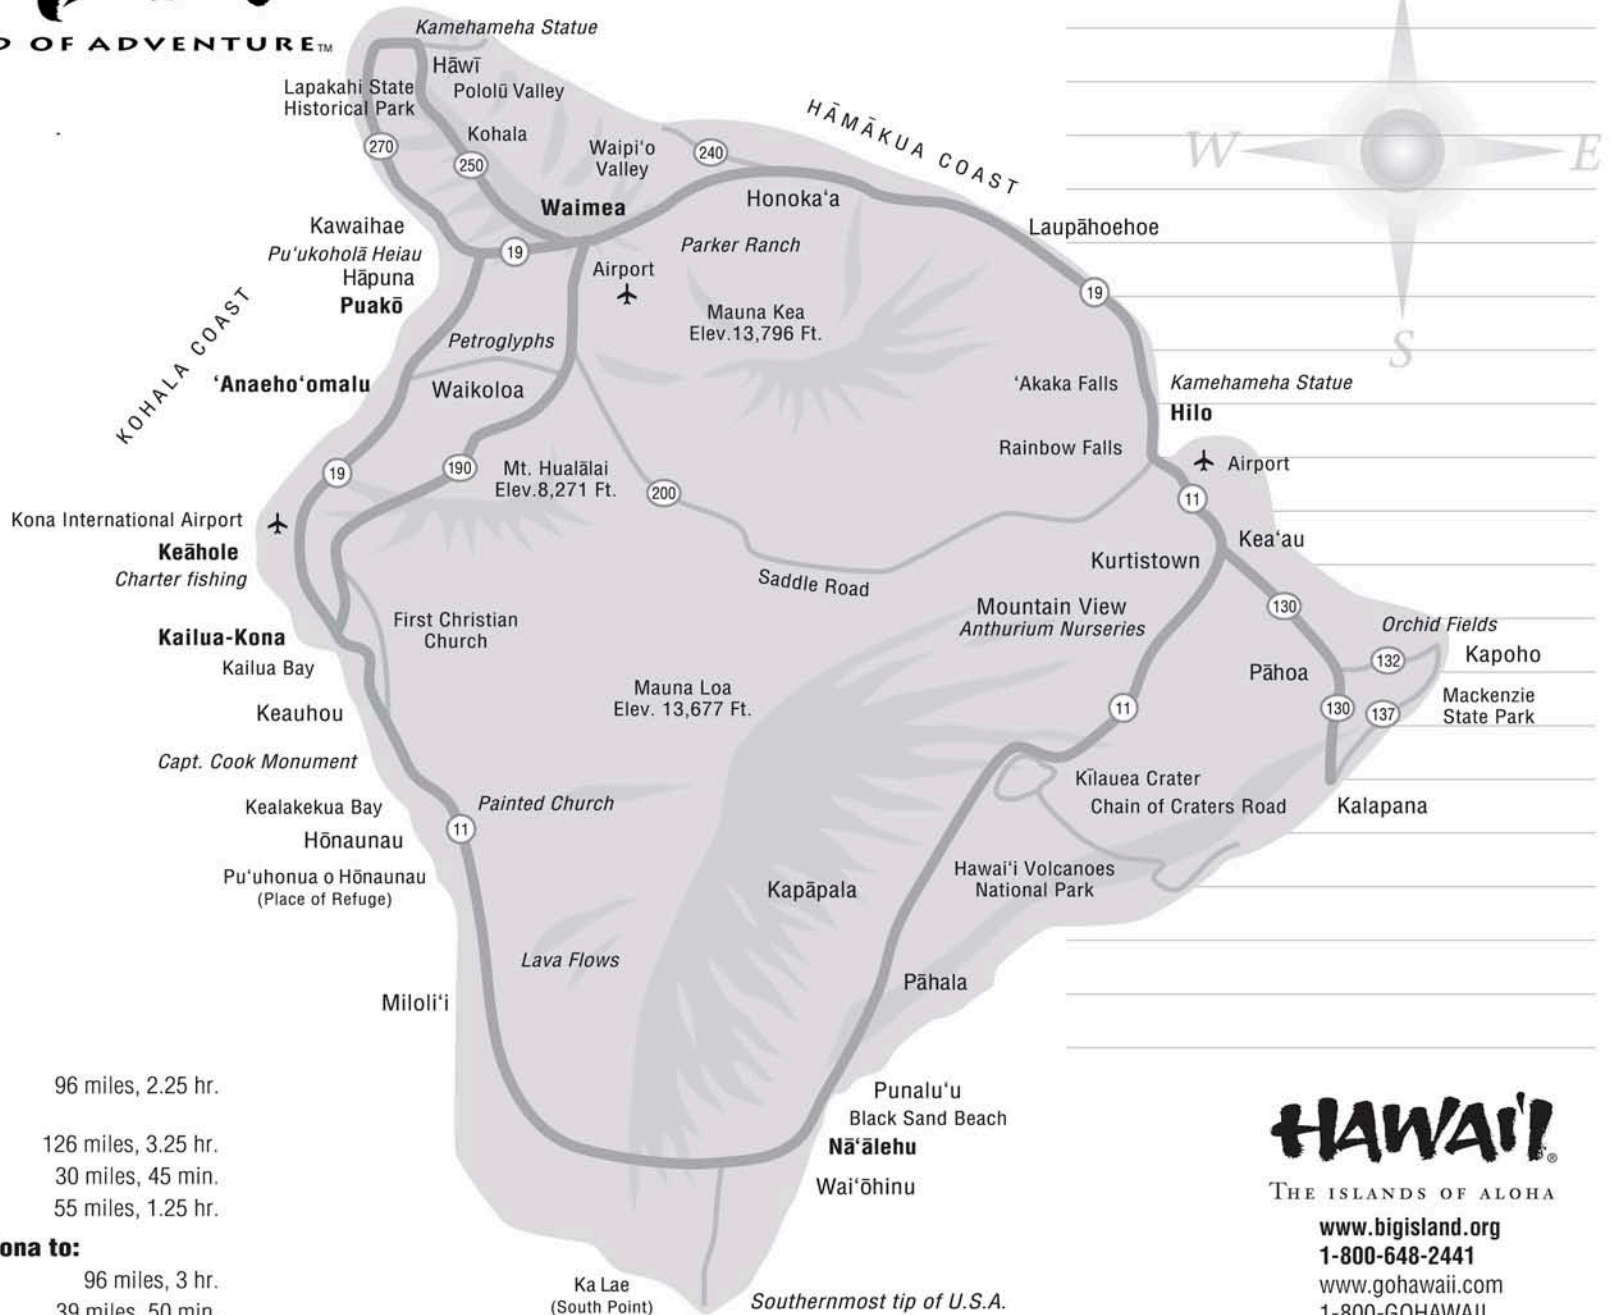 D OF ADVENTURE™
Kamehameha Statue
Hāwī
Lapakahi State
Historical Park
Pololū Valley
Kohala
270
250
Waipi‘o
Valley
240
HĀMĀKUA COAST
W
E
S
Waimea
Honoka‘a
Kawaihae
Pu‘ukoholā Heiau
Hāpuna
Puakō
19
Parker Ranch
Airport
Laupāhoehoe
19
Mauna Kea
Elev.13,796 Ft.
KOHALA COAST
Petroglyphs
‘Anaeho‘omalu
Waikoloa
‘Akaka Falls
Kamehameha Statue
Hilo
Rainbow Falls
Airport
19
190
Mt. Hualālai
Elev.8,271 Ft.
200
11
Kona International Airport
Keāhole
Charter fishing
Kea‘au
Kurtistown
Saddle Road
130
Mountain View
Anthurium Nurseries
First Christian
Church
Kailua-Kona
Kailua Bay
Orchid Fields
132
Kapoho
Pāhoa
Mauna Loa
Elev. 13,677 Ft.
Keauhou
11
130
137
Mackenzie
State Park
Capt. Cook Monument
Kīlauea Crater
Chain of Craters Road
Kalapana
Kealakekua Bay
Painted Church
11
Hōnaunau
Pu‘uhonua o Hōnaunau
(Place of Refuge)
Kapāpala
Hawai‘i Volcanoes
National Park
Lava Flows
Pāhala
Miloli‘i
Punalu‘u
Black Sand Beach
Nā‘ālehu
Wai‘ōhinu
Ka Lae
(South Point)
Southernmost tip of U.S.A.
96 miles, 2.25 hr.
126 miles, 3.25 hr.
30 miles, 45 min.
55 miles, 1.25 hr.
ona to:
96 miles, 3 hr.
39 miles, 50 min.
HAWAI‘I®
THE ISLANDS OF ALOHA
www.bigisland.org
1-800-648-2441
www.gohawaii.com
1-800-GOHAWAII